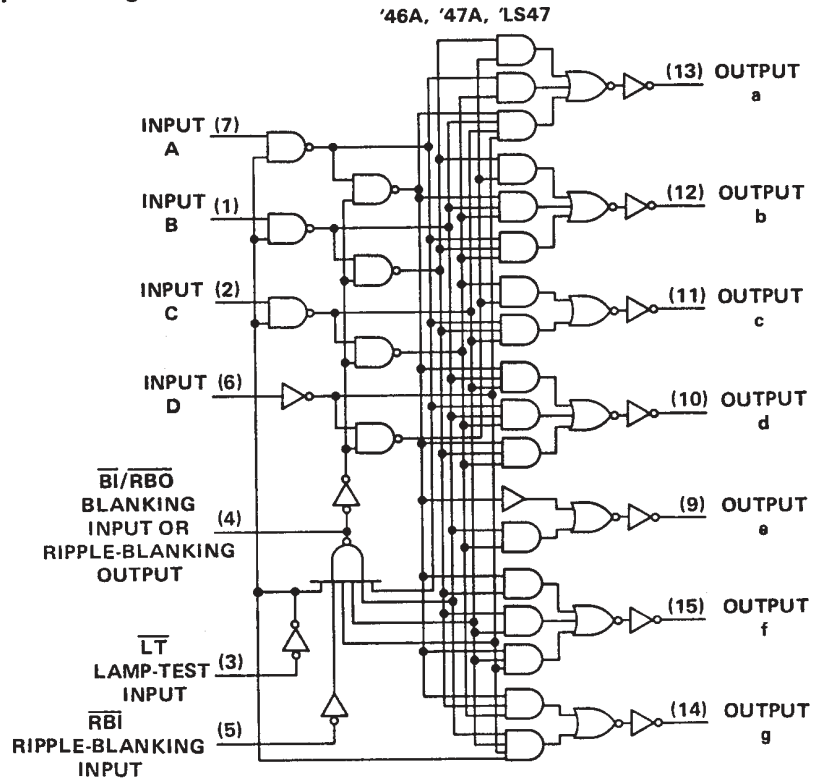 '46A, '47A, 'LS47
(13) OUTPUT
a
INPUT (7)
A
(12) OUTPUT
b
INPUT (1)
B
INPUT (2)
C
(11) OUTPUT
c
INPUT (6)
D
(10) OUTPUT
d
BI/RBO
BLANKING
INPUT OR (4)
RIPPLE-BLANKING
OUTPUT
(9) OUTPUT
e
(15) OUTPUT
f
LT
LAMP-TEST (3)
INPUT
(14) OUTPUT
g
RBI
RIPPLE-BLANKING (5)
INPUT